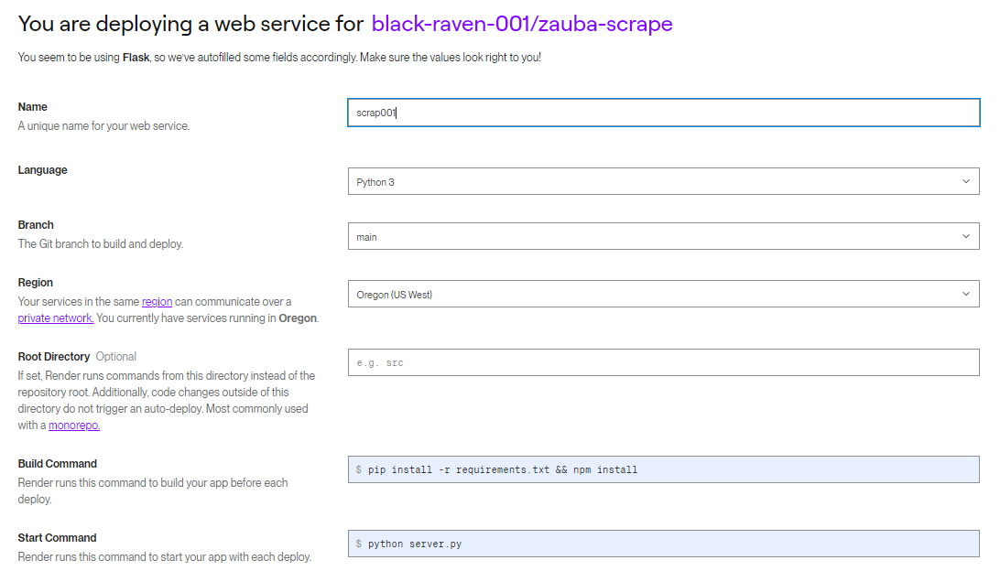 You are deploying a web service for black-raven-001/zauba-scrape
You seem to be using Flask, so we've autofilled some fields accordingly. Make sure the values look right to you!
Name
A unique name for your web service.
scrap001
Language
Python 3
Branch
The Git branch to build and deploy.
main
Region
Your services in the same region can communicate over a
private network. You currently have services running in Oregon.
Oregon (US West)
Root Directory Optional
If set, Render runs commands from this directory instead of the
repository root. Additionally, code changes outside of this
directory do not trigger an auto-deploy. Most commonly used
with a monorepo.
e.g. src
Build Command
Render runs this command to build your app before each
deploy.
$ pip install -r requirements.txt && npm install
Start Command
Render runs this command to start your app with each deploy.
$ python server.py